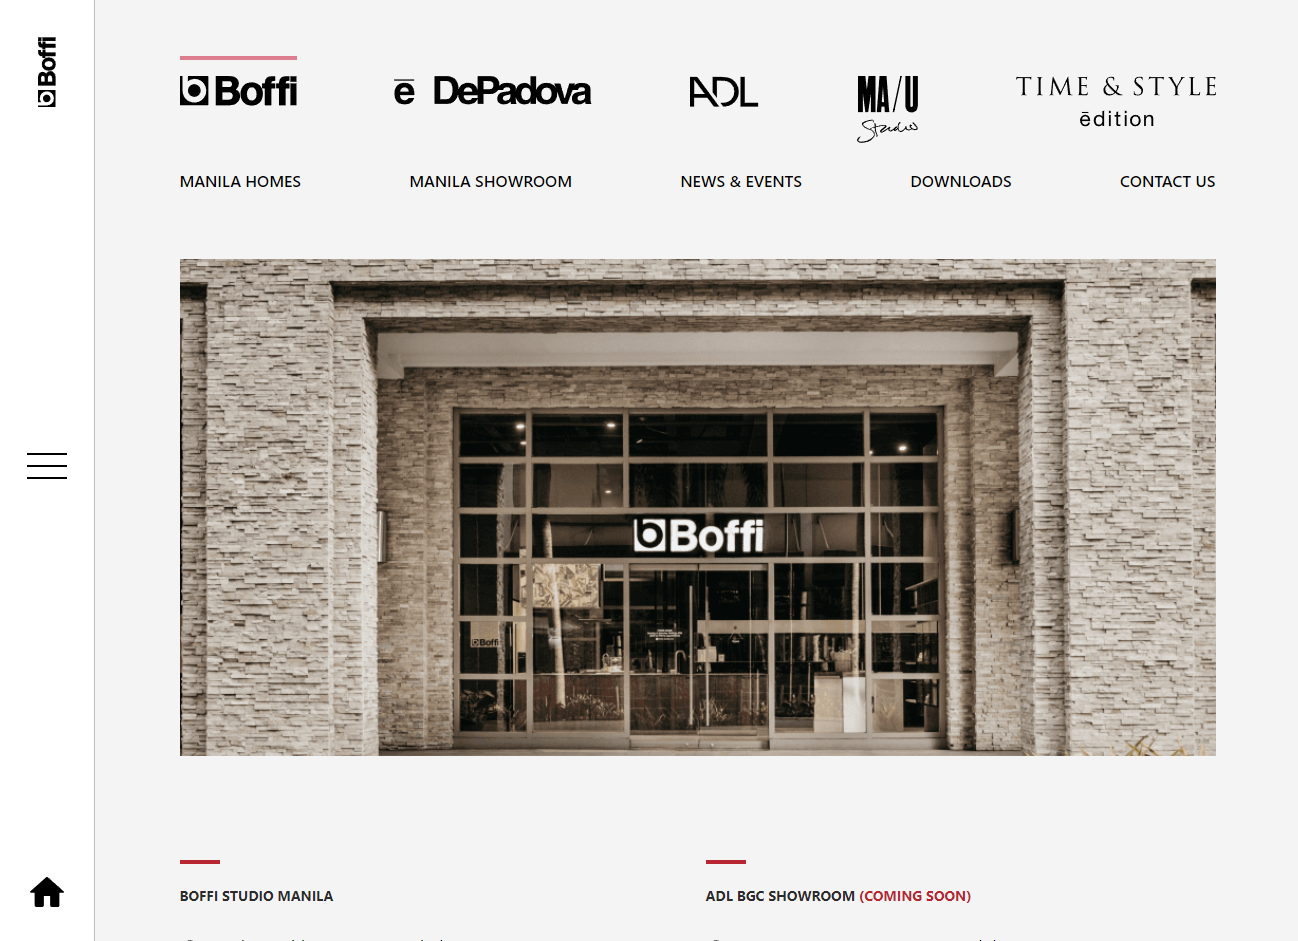 Boffi
Boffi
ē DePadova
ADL
MA/U
Studio
TIME & STYLE
ēdition
MANILA HOMES
MANILA SHOWROOM
NEWS & EVENTS
DOWNLOADS
CONTACT US
Boffi
Boffi
BOFFI STUDIO MANILA
ADL BGC SHOWROOM (COMING SOON)